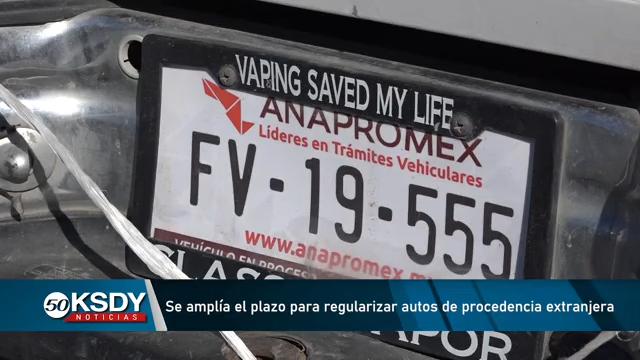 VAPING SAVED MY LIFE
ANAPROMEX
Líderes en Trámites Vehiculares
FV-19-555
www.anapromex.m
VEHÍCULO EN PROCES
50 KSDY
NOTICIAS
Se amplía el plazo para regularizar autos de procedencia extranjera